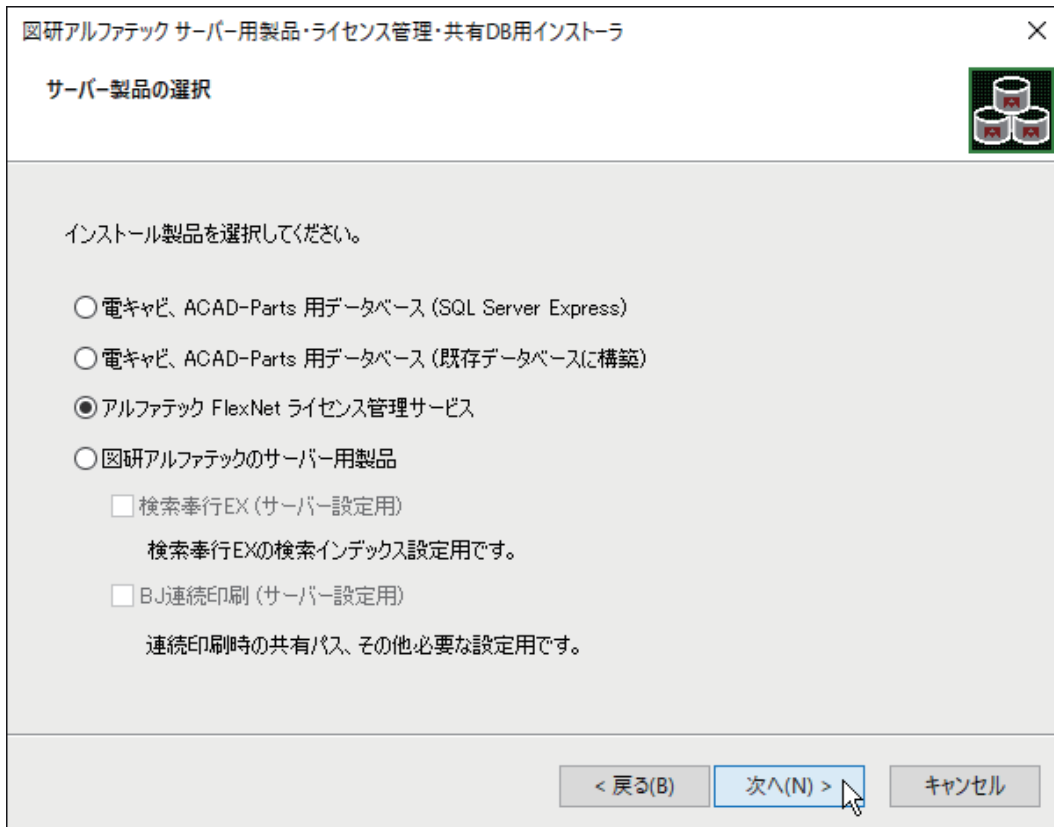 図研アルファテック サーバー用製品・ライセンス管理・共有DB用インストーラ
サーバー製品の選択
インストール製品を選択してください。
電キャビ、ACAD-Parts 用データベース (SQL Server Express)
電キャビ、ACAD-Parts 用データベース (既存データベースに構築)
アルファテック FlexNet ライセンス管理サービス
図研アルファテックのサーバー用製品
検索奉行EX (サーバー設定用)
検索奉行EXの検索インデックス設定用です。
BJ連続印刷 (サーバー設定用)
連続印刷時の共有パス、その他必要な設定用です。
< 戻る(B) 次へ(N) > キャンセル